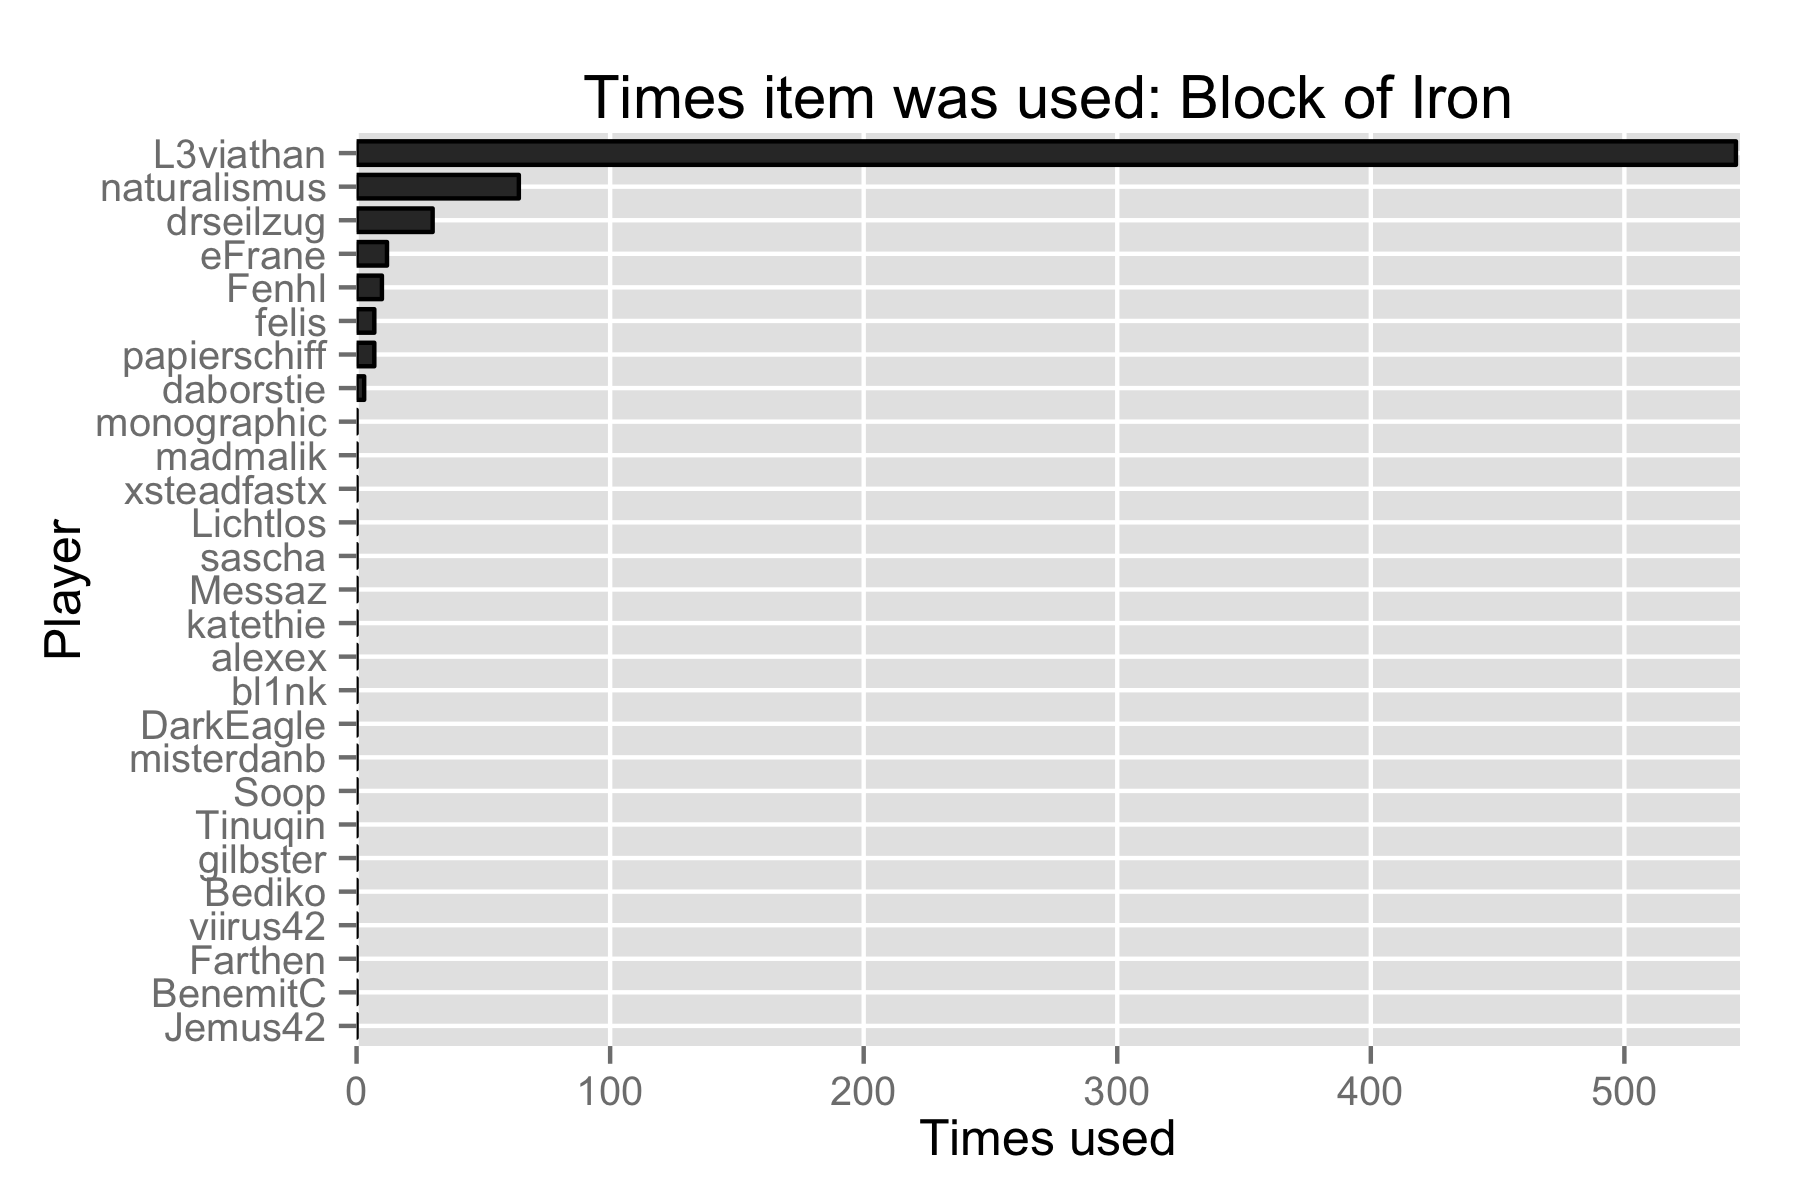 Times item was used: Block of Iron
L3viathan
naturalismus
drseilzug
eFrane
Fenhl
felis
papierschiff
daborstie
monographic
madmalik
xsteadfastx
Lichtlos
sascha
Messaz
katethie
alexex
bl1nk
DarkEagle
misterdanb
Soop
Tinuqin
gilbster
Bediko
viirus42
Farthen
BenemitC
Jemus42
Player
0 100 200 300 400 500
Times used